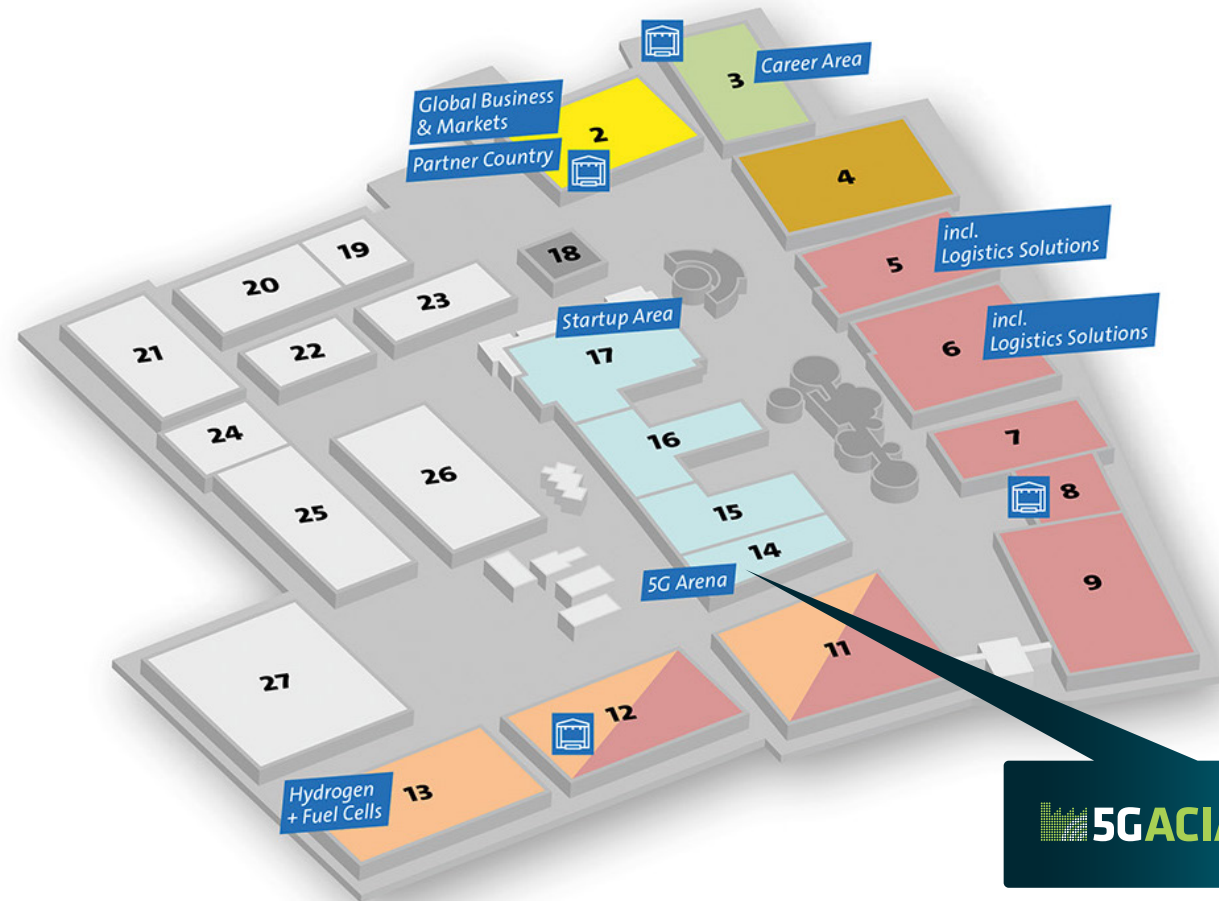 3
Career Area
Global Business
& Markets
2
Partner Country
4
incl.
Logistics Solutions
5
19
18
20
23
incl.
Logistics Solutions
Startup Area
6
21
22
17
24
16
7
26
8
25
15
14
5G Arena
9
11
27
12
Hydrogen
+ Fuel Cells
13
5GACIA